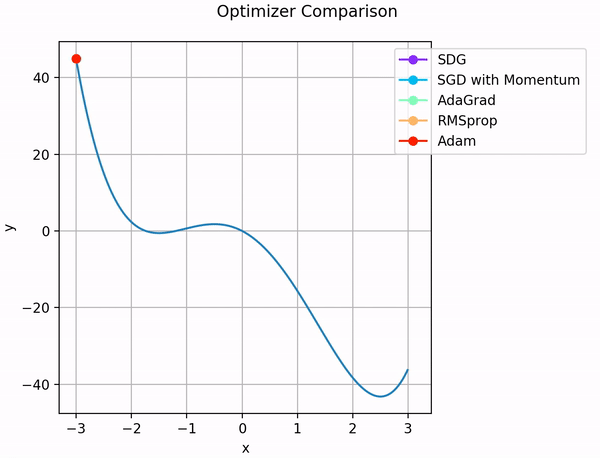 Optimizer Comparison
SDG
SGD with Momentum
AdaGrad
RMSprop
Adam
40
20
0
−20
−40
y
−3 −2 −1 0 1 2 3
x